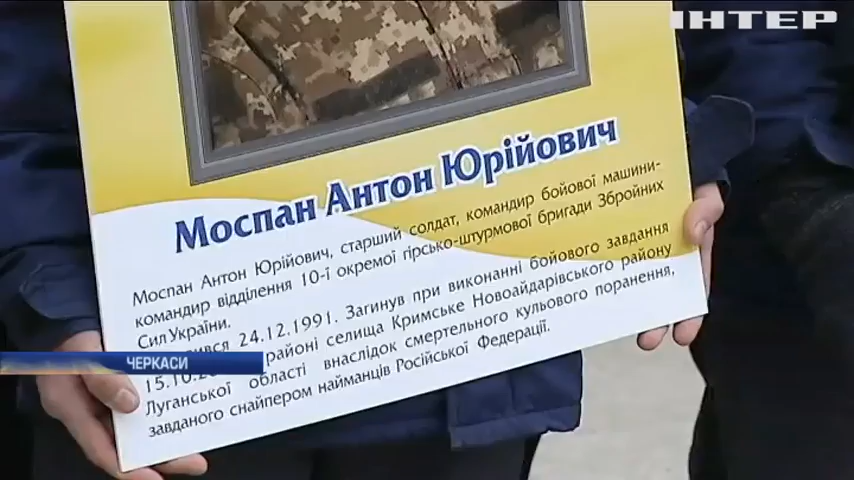 ІНТЕР
Моспан Антон Юрійович
Моспан Антон Юрійович, старший солдат, командир бойової машини-
командир відділення 10-ї окремої гірсько-штурмової бригади Збройних
Сил України.
24.12.1991. Загинув при виконанні бойового завдання
15.10. районі селища Кримське Новоайдарівського району
Луганської області внаслідок смертельного кульового поранення,
завданого снайпером найманців Російської Федерації.
ЧЕРКАСИ